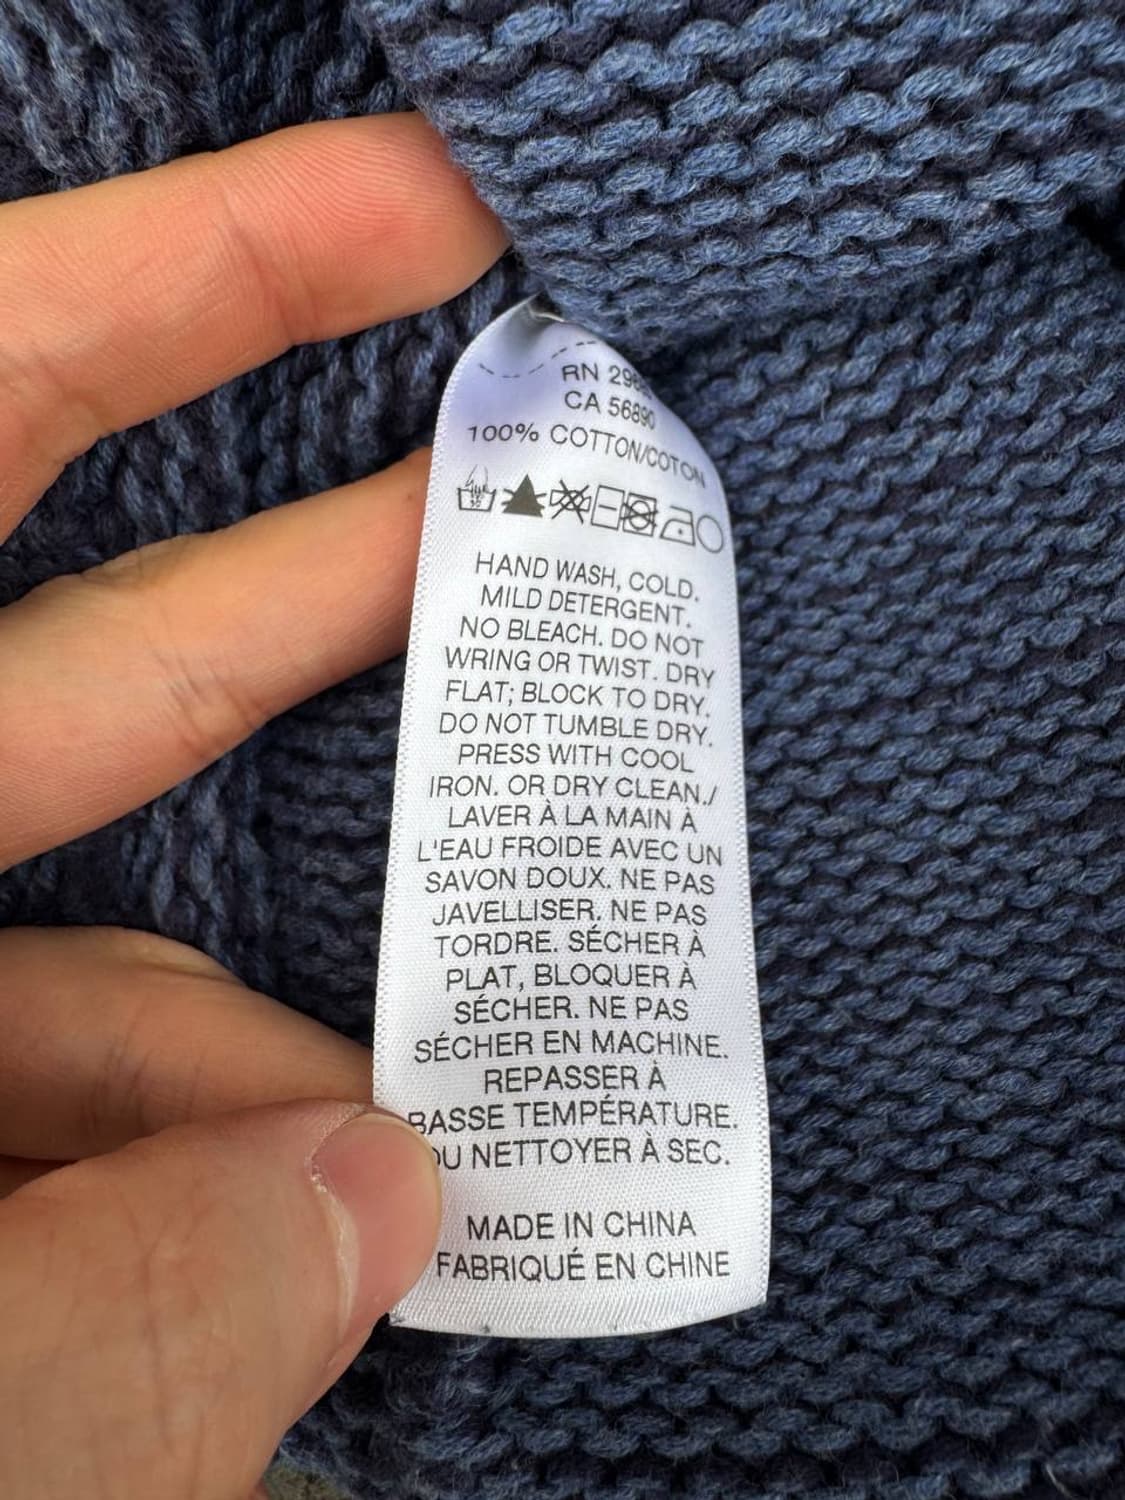 RN
CA 56890
100% COTTON/COTON
HAND WASH, COLD.
MILD DETERGENT.
NO BLEACH. DO NOT
WRING OR TWIST. DRY
FLAT; BLOCK TO DRY.
DO NOT TUMBLE DRY.
PRESS WITH COOL
IRON. OR DRY CLEAN./
LAVER À LA MAIN À
L'EAU FROIDE AVEC UN
SAVON DOUX. NE PAS
JAVELLISER. NE PAS
TORDRE. SÉCHER À
PLAT, BLOQUER À
SÉCHER. NE PAS
SÉCHER EN MACHINE.
REPASSER À
BASSE TEMPÉRATURE.
OU NETTOYER À SEC.
MADE IN CHINA
FABRIQUÉ EN CHINE